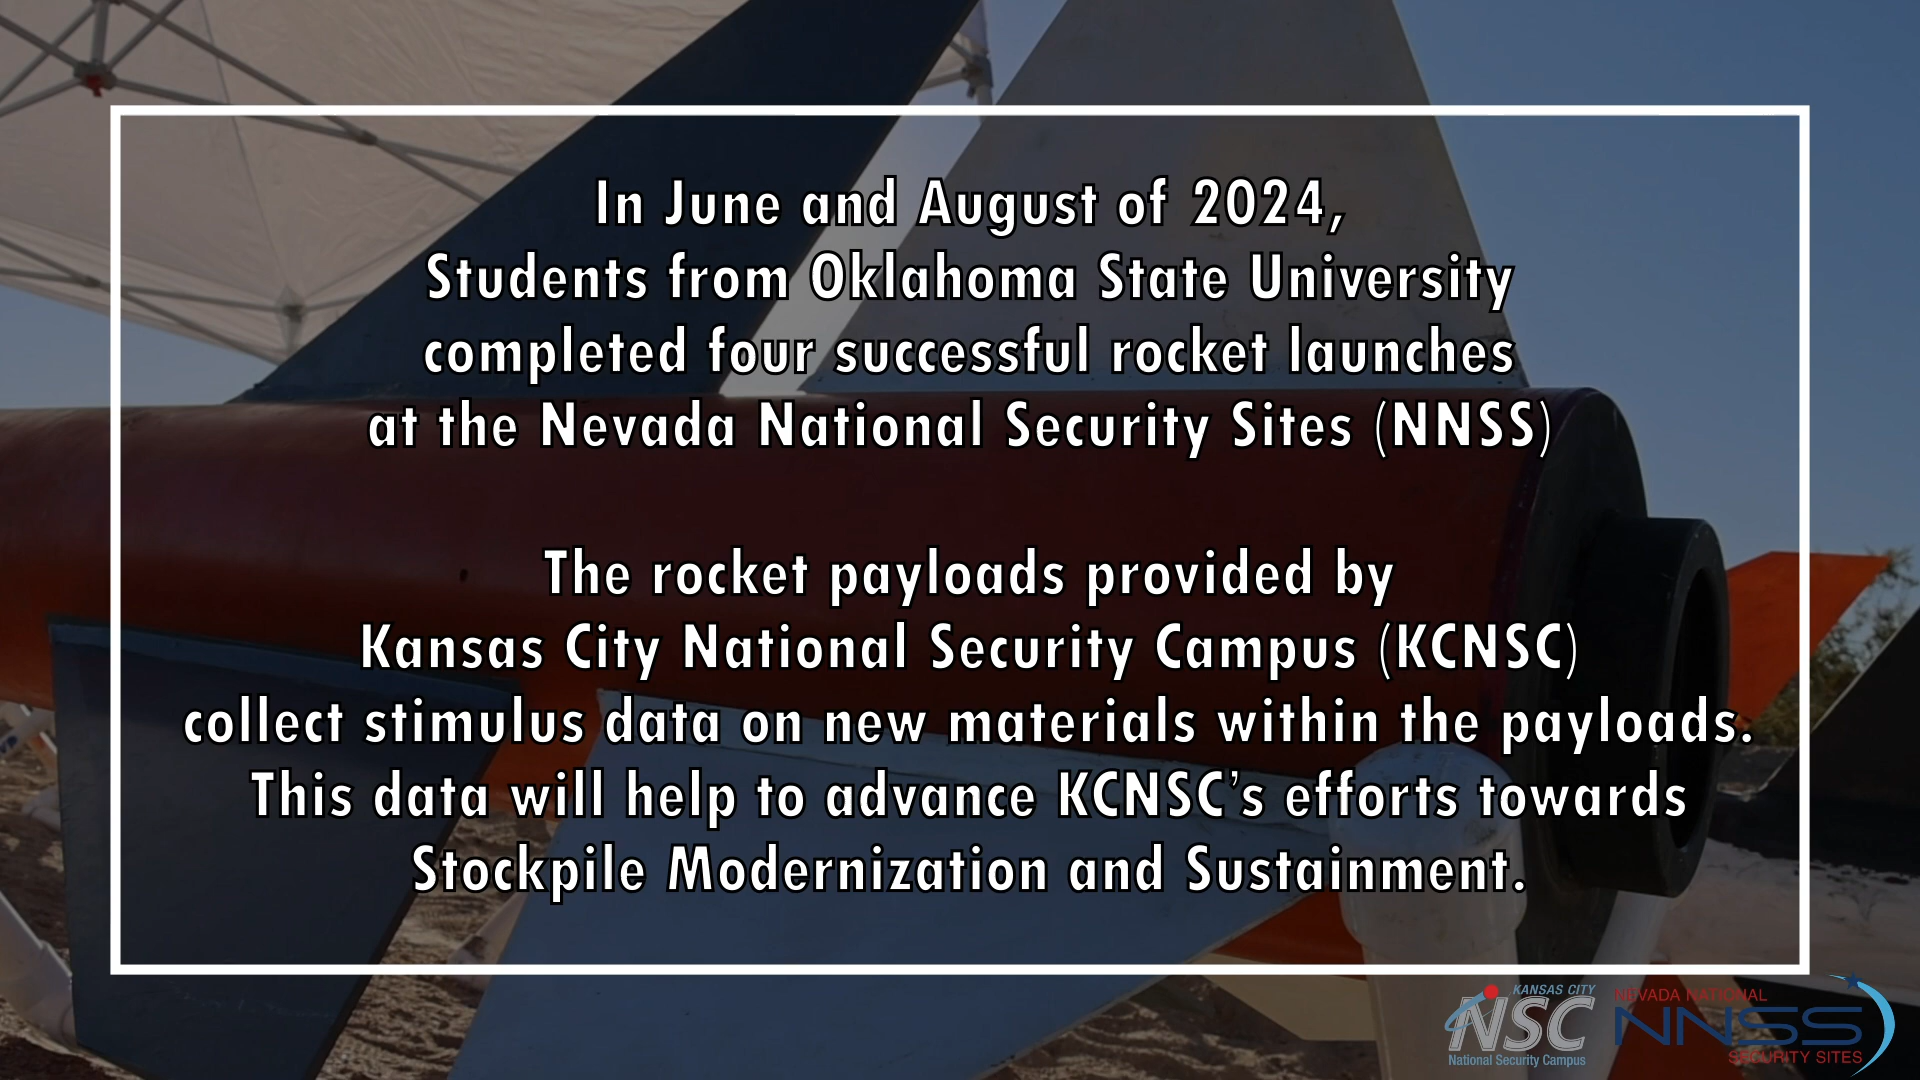 In June and August of 2024,
Students from Oklahoma State University
completed four successful rocket launches
at the Nevada National Security Sites (NNSS)
The rocket payloads provided by
Kansas City National Security Campus (KCNSC)
collect stimulus data on new materials within the payloads.
This data will help to advance KCNSC’s efforts towards
Stockpile Modernization and Sustainment.
KANSAS CITY
NSC
National Security Campus
NEVADA NATIONAL
NNSS
SECURITY SITES